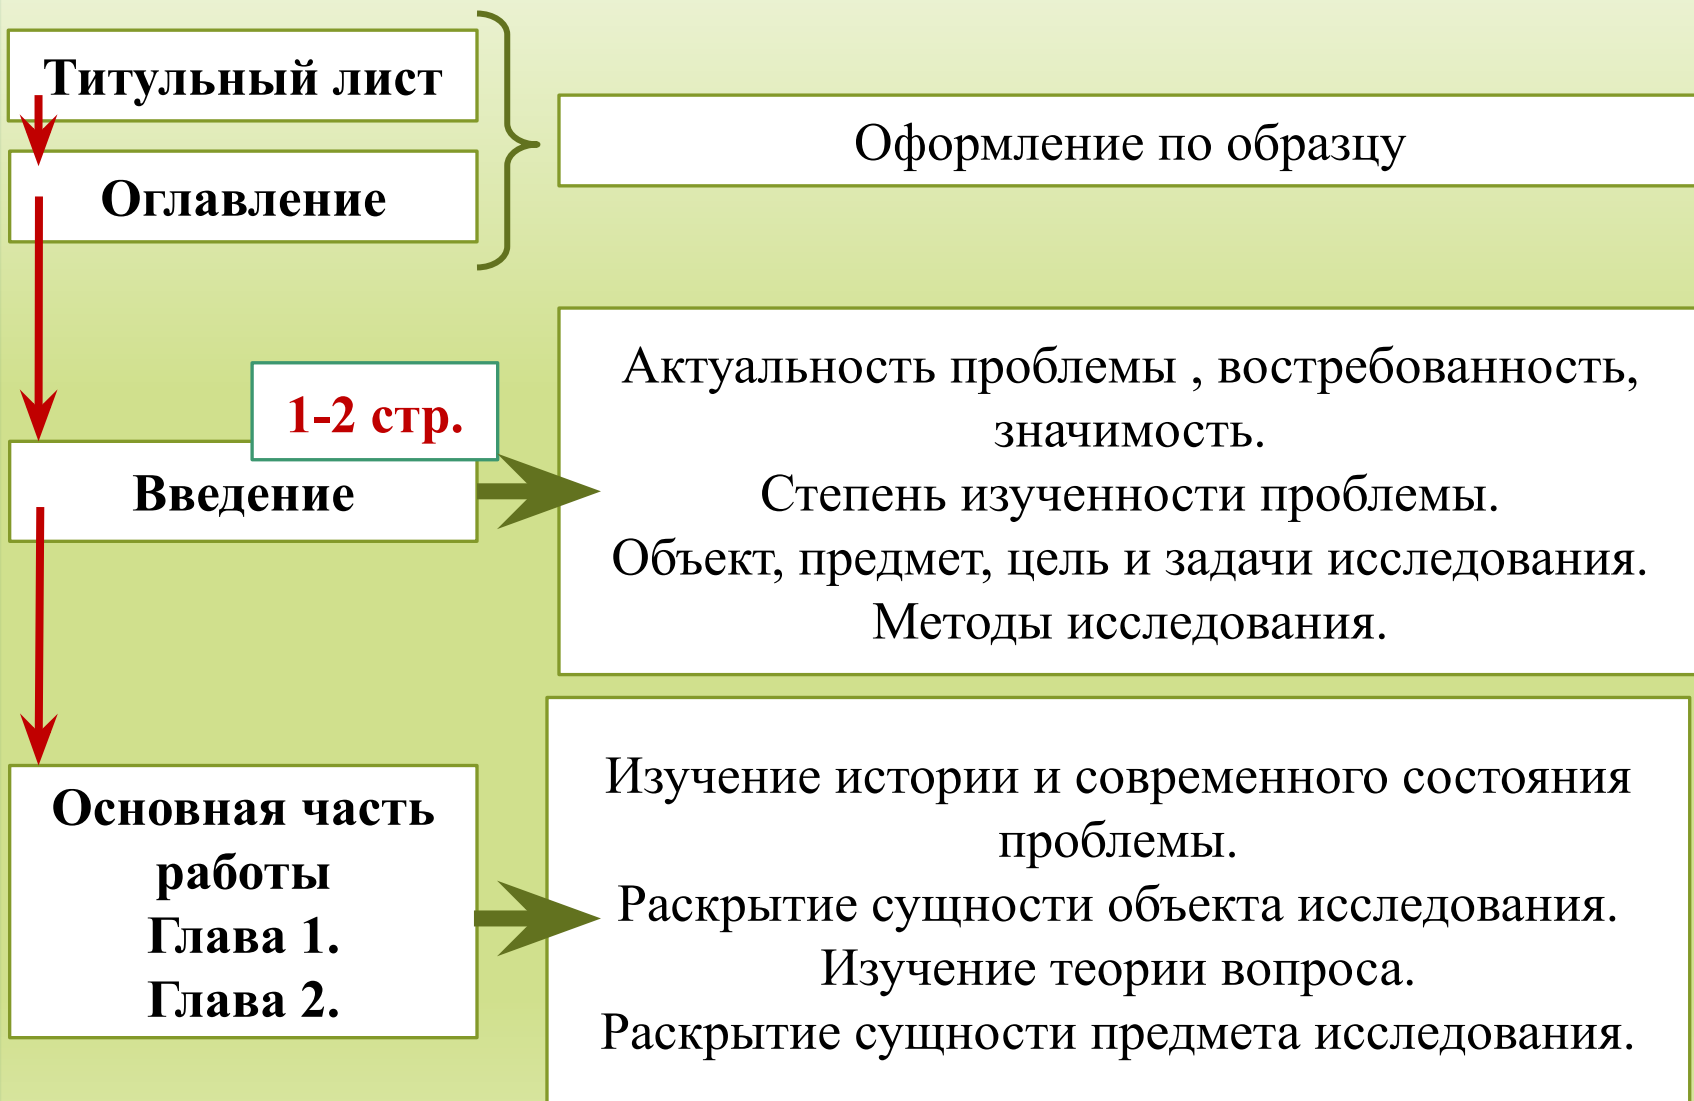 Титульный лист
Оформление по образцу
Оглавление
1-2 стр.
Введение
Актуальность проблемы , востребованность,
значимость.
Степень изученности проблемы.
Объект, предмет, цель и задачи исследования.
Методы исследования.
Основная часть
работы
Глава 1.
Глава 2.
Изучение истории и современного состояния
проблемы.
Раскрытие сущности объекта исследования.
Изучение теории вопроса.
Раскрытие сущности предмета исследования.